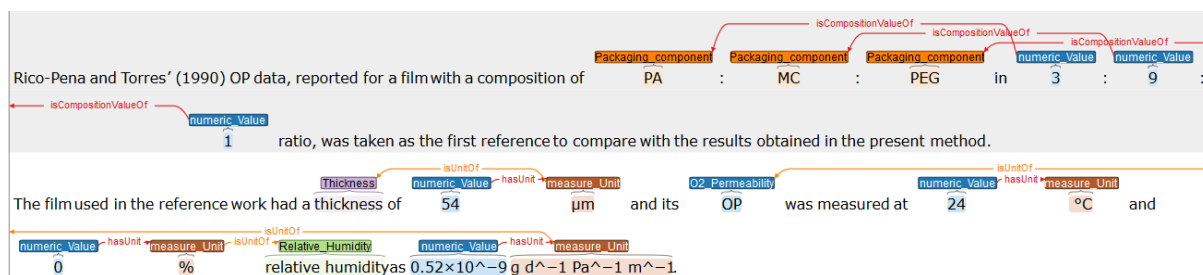 isCompositionValueOf
isCompositionValueOf
isCompositionValueOf
Packaging_component Packaging_component Packaging_component numeric_Value numeric_Value
Rico-Pena and Torres’ (1990) OP data, reported for a film with a composition of PA : MC : PEG in 3 : 9 :
isCompositionValueOf
numeric_Value
1 ratio, was taken as the first reference to compare with the results obtained in the present method.
isUnitOf isUnitOf
Thickness numeric_Value hasUnit measure_Unit O2_Permeability numeric_Value hasUnit measure_Unit
The film used in the reference work had a thickness of 54 µm and its OP was measured at 24 °C and
numeric_Value hasUnit measure_Unit isUnitOf Relative_Humidity numeric_Value hasUnit measure_Unit
0 % relative humidityas 0.52×10^−9 g d^−1 Pa^−1 m^−1.